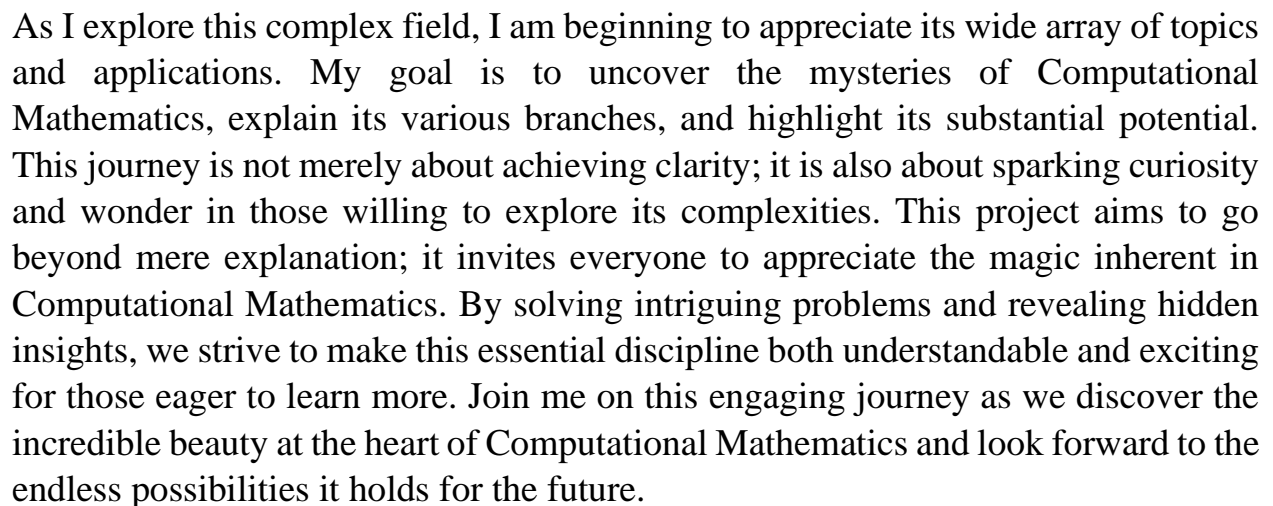 As I explore this complex field, I am beginning to appreciate its wide array of topics
and applications. My goal is to uncover the mysteries of Computational
Mathematics, explain its various branches, and highlight its substantial potential.
This journey is not merely about achieving clarity; it is also about sparking curiosity
and wonder in those willing to explore its complexities. This project aims to go
beyond mere explanation; it invites everyone to appreciate the magic inherent in
Computational Mathematics. By solving intriguing problems and revealing hidden
insights, we strive to make this essential discipline both understandable and exciting
for those eager to learn more. Join me on this engaging journey as we discover the
incredible beauty at the heart of Computational Mathematics and look forward to the
endless possibilities it holds for the future.